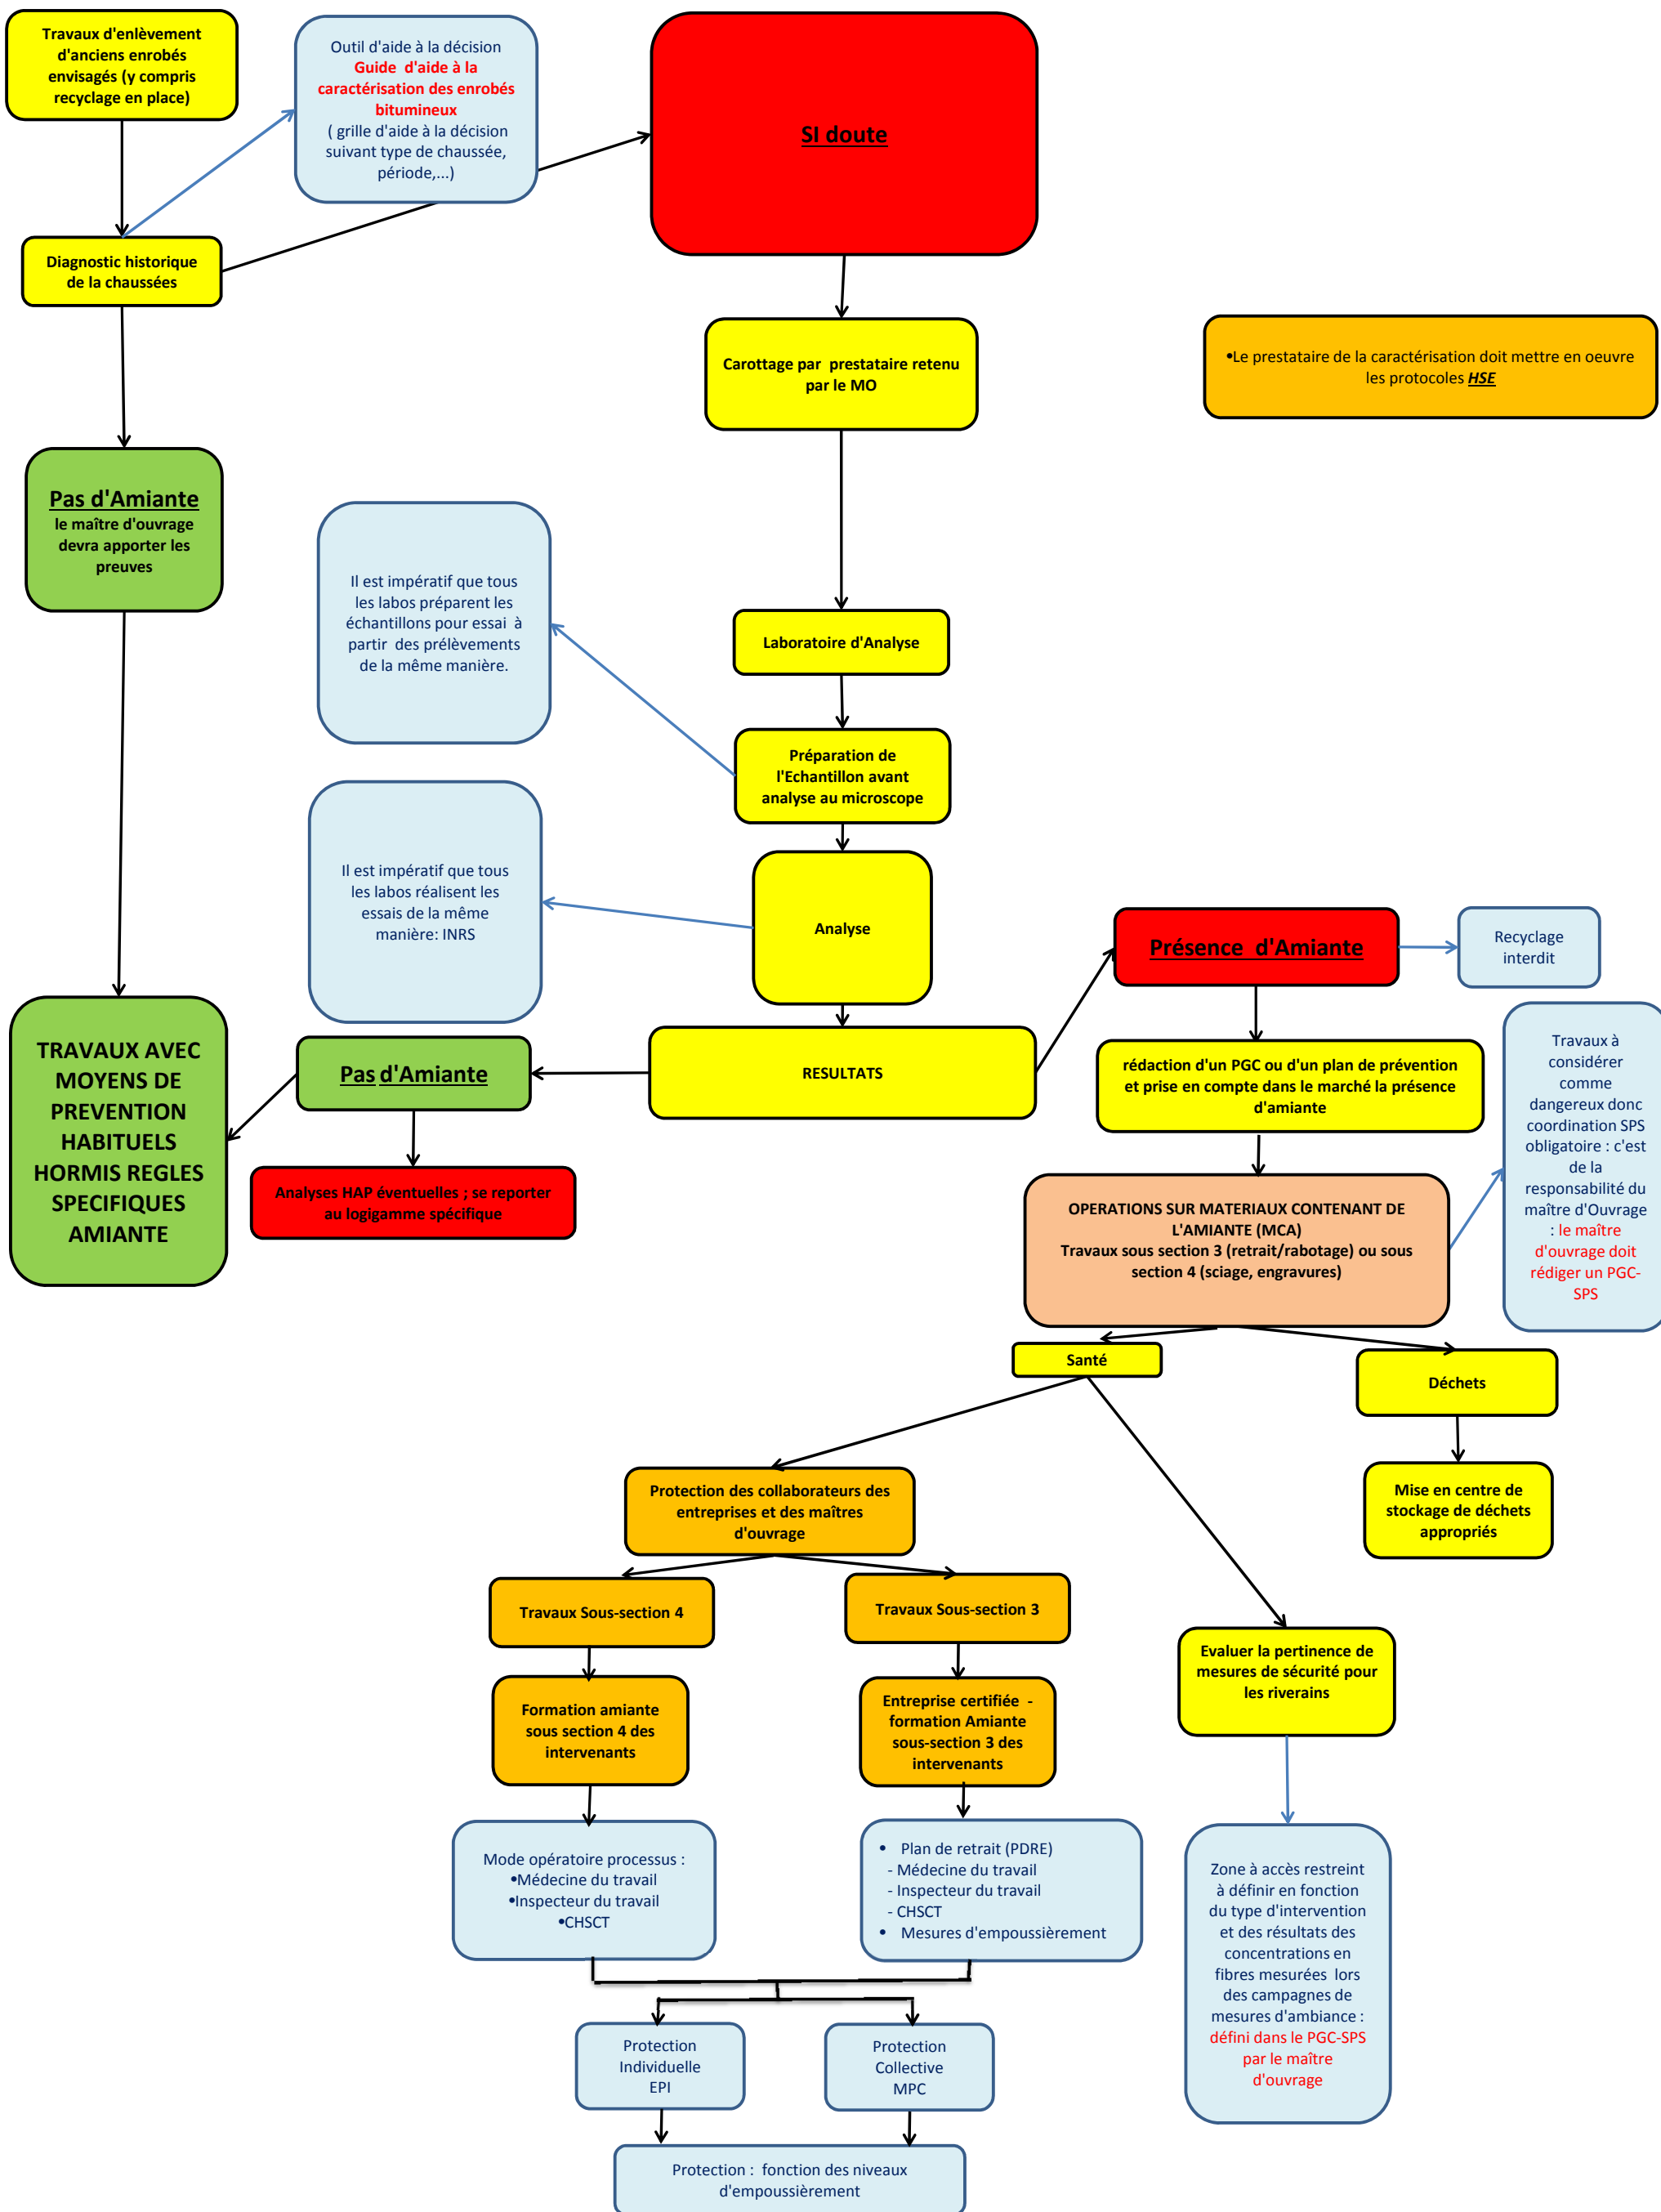 Travaux d'enlèvement
d'anciens enrobés
envisagés (y compris
recyclage en place)
Outil d'aide à la décision
Guide d'aide à la
caractérisation des enrobés
bitumineux
( grille d'aide à la décision
suivant type de chaussée,
période,...)
SI doute
Diagnostic historique
de la chaussées
Carottage par prestataire retenu
par le MO
•Le prestataire de la caractérisation doit mettre en oeuvre
les protocoles HSE
Pas d'Amiante
le maître d'ouvrage
devra apporter les
preuves
Il est impératif que tous
les labos préparent les
échantillons pour essai à
partir des prélèvements
de la même manière.
Laboratoire d'Analyse
Préparation de
l'Echantillon avant
analyse au microscope
Il est impératif que tous
les labos réalisent les
essais de la même
manière: INRS
Analyse
Présence d'Amiante
Recyclage
interdit
TRAVAUX AVEC
MOYENS DE
PREVENTION
HABITUELS
HORMIS REGLES
SPECIFIQUES
AMIANTE
Pas d'Amiante
RESULTATS
rédaction d'un PGC ou d'un plan de prévention
et prise en compte dans le marché la présence
d'amiante
Travaux à
considérer
comme
dangereux donc
coordination SPS
obligatoire : c'est
de la
responsabilité du
maître d'Ouvrage
: le maître
d'ouvrage doit
rédiger un PGC-
SPS
Analyses HAP éventuelles ; se reporter
au logigamme spécifique
OPERATIONS SUR MATERIAUX CONTENANT DE
L'AMIANTE (MCA)
Travaux sous section 3 (retrait/rabotage) ou sous
section 4 (sciage, engravures)
Santé
Déchets
Protection des collaborateurs des
entreprises et des maîtres
d'ouvrage
Mise en centre de
stockage de déchets
appropriés
Travaux Sous-section 4
Travaux Sous-section 3
Evaluer la pertinence de
mesures de sécurité pour
les riverains
Formation amiante
sous section 4 des
intervenants
Entreprise certifiée -
formation Amiante
sous-section 3 des
intervenants
Mode opératoire processus :
•Médecine du travail
•Inspecteur du travail
•CHSCT
• Plan de retrait (PDRE)
- Médecine du travail
- Inspecteur du travail
- CHSCT
• Mesures d'empoussièrement
Zone à accès restreint
à définir en fonction
du type d'intervention
et des résultats des
concentrations en
fibres mesurées lors
des campagnes de
mesures d'ambiance :
défini dans le PGC-SPS
par le maître
d'ouvrage
Protection
Individuelle
EPI
Protection
Collective
MPC
Protection : fonction des niveaux
d'empoussièrement